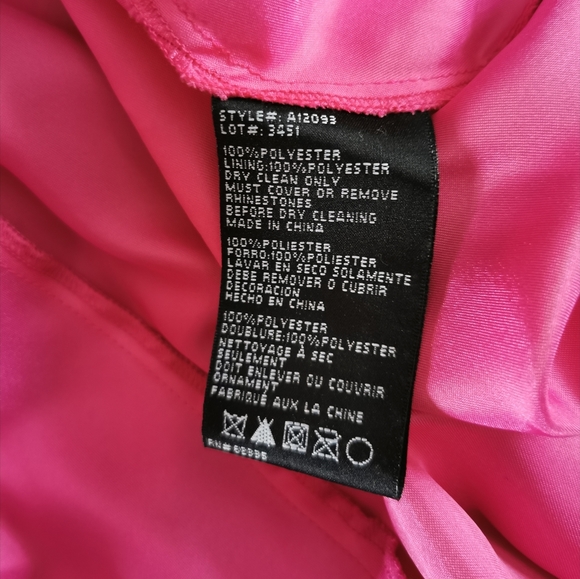 STYLE#: A12093
LOT#: 3451
100%POLYESTER
LINING:100%POLYESTER
DRY CLEAN ONLY
MUST COVER OR REMOVE
RHINESTONES
BEFORE DRY CLEANING
MADE IN CHINA
100%POLIESTER
FORRO:100%POLIESTER
LAVAR EN SECO SOLAMENTE
DEBE REMOVER O CUBRIR
DECORACION
HECHO EN CHINA
100%POLYESTER
DOUBLURE:100%POLYESTER
NETTOYAGE À SEC
SEULEMENT
DOIT ENLEVER OU COUVRIR
ORNAMENT
FABRIQUÉ AUX LA CHINE
RN#